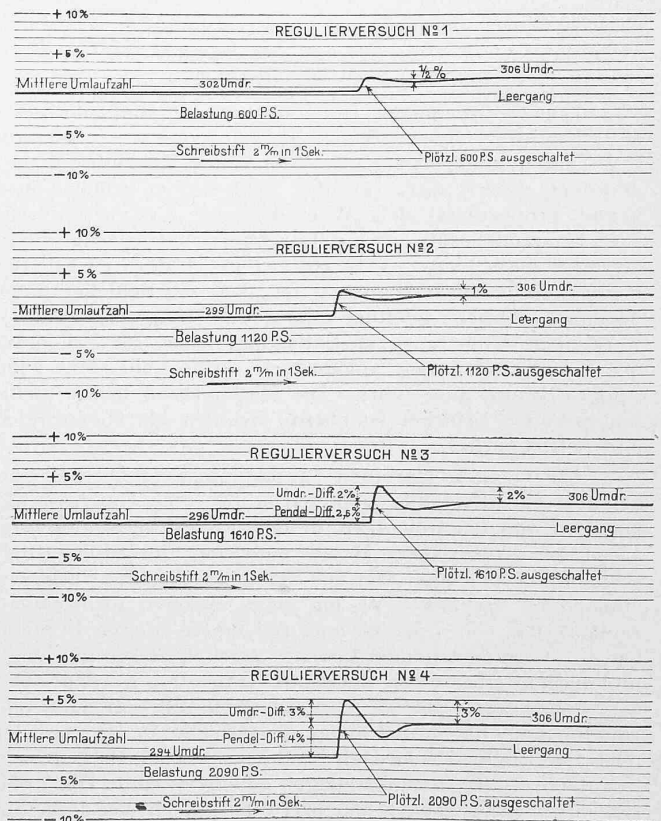 + 10%
REGULIERVERSUCH Nº 1
+ 5%
½ %
306 Umdr.
Mittlere Umlaufzahl
302 Umdr.
Leergang
Belastung 600 P.S.
- 5%
Schreibstift 2 m/m in 1 Sek.
Plötzl. 600 P.S. ausgeschaltet
- 10%
+ 10%
REGULIERVERSUCH Nº 2
+ 5%
1%
306 Umdr.
Mittlere Umlaufzahl
299 Umdr.
Leergang
Belastung 1120 P.S.
- 5%
Schreibstift 2 m/m in 1 Sek.
Plötzl. 1120 P.S. ausgeschaltet
- 10%
+ 10%
REGULIERVERSUCH Nº 3
+ 5%
Umdr.-Diff. 2%
2%
306 Umdr.
Mittlere Umlaufzahl
296 Umdr.
Pendel-Diff. 2,5%
Leergang
Belastung 1610 P.S.
- 5%
Schreibstift 2 m/m in 1 Sek.
Plötzl. 1610 P.S. ausgeschaltet
- 10%
+ 10%
REGULIERVERSUCH Nº 4
+ 5%
Umdr.-Diff. 3%
3%
306 Umdr.
Mittlere Umlaufzahl
Pendel-Diff. 4%
294 Umdr.
Leergang
Belastung 2090 P.S.
- 5%
Schreibstift 2 m/m in Sek.
Plötzl. 2090 P.S. ausgeschaltet
- 10%